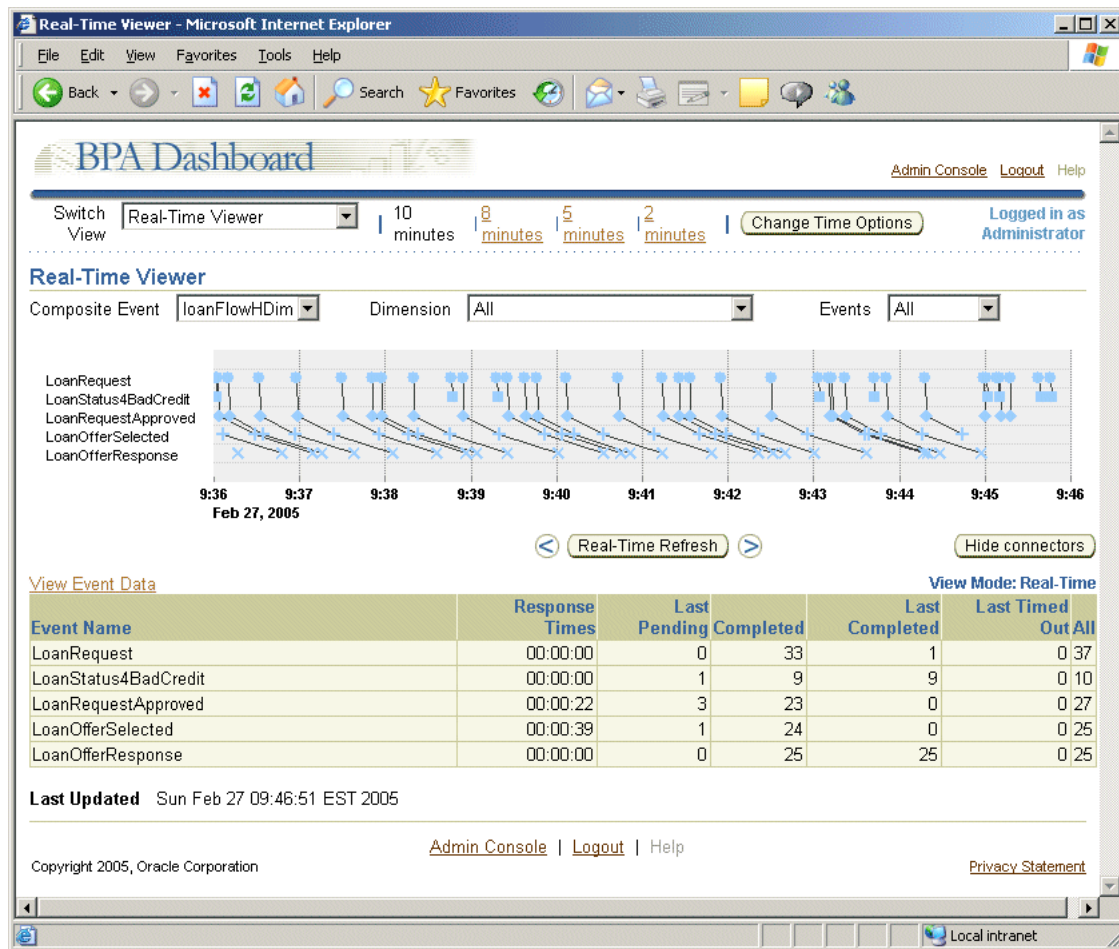 Real-Time Viewer - Microsoft Internet Explorer
File Edit View Favorites Tools Help
Back Search Favorites
BPA Dashboard
Admin Console Logout Help
Switch View Real-Time Viewer 10 minutes 8 minutes 5 minutes 2 minutes Change Time Options Logged in as Administrator
Real-Time Viewer
Composite Event loanFlowHDim Dimension All Events All
LoanRequest
LoanStatus4BadCredit
LoanRequestApproved
LoanOfferSelected
LoanOfferResponse
9:36 9:37 9:38 9:39 9:40 9:41 9:42 9:43 9:44 9:45 9:46
Feb 27, 2005
< Real-Time Refresh > Hide connectors
View Event Data View Mode: Real-Time
Event Name Response Times Last Pending Completed Last Completed Last Timed Out All
LoanRequest 00:00:00 0 33 1 0 37
LoanStatus4BadCredit 00:00:00 1 9 9 0 10
LoanRequestApproved 00:00:22 3 23 0 0 27
LoanOfferSelected 00:00:39 1 24 0 0 25
LoanOfferResponse 00:00:00 0 25 25 0 25
Last Updated Sun Feb 27 09:46:51 EST 2005
Admin Console | Logout | Help
Copyright 2005, Oracle Corporation Privacy Statement
Local intranet